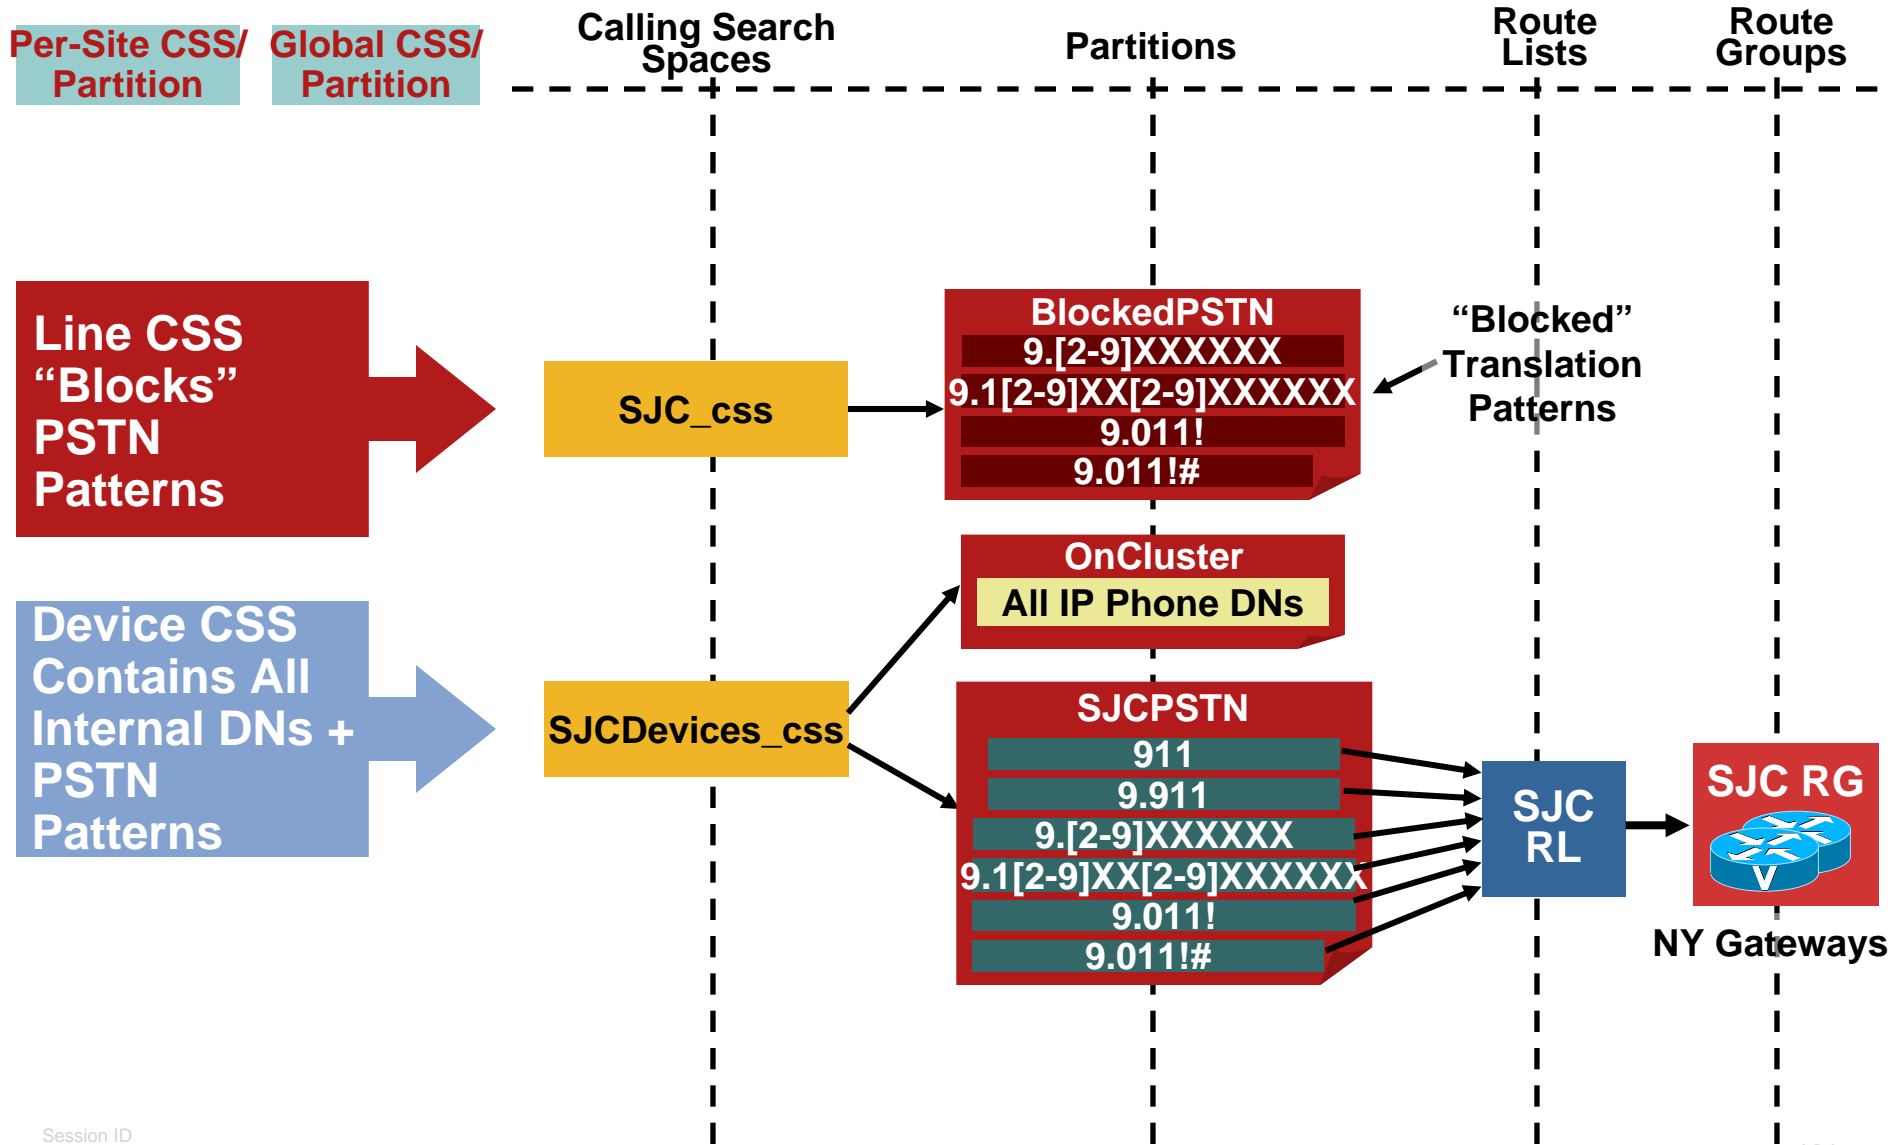 Per-Site CSS/
Partition
Global CSS/
Partition
Calling Search
Spaces
Partitions
Route
Lists
Route
Groups
Line CSS
“Blocks”
PSTN
Patterns
SJC_css
BlockedPSTN
9.[2-9]XXXXXX
9.1[2-9]XX[2-9]XXXXXX
9.011!
9.011!#
“Blocked”
Translation
Patterns
Device CSS
Contains All
Internal DNs +
PSTN
Patterns
SJCDevices_css
OnCluster
All IP Phone DNs
SJCPSTN
911
9.911
9.[2-9]XXXXXX
9.1[2-9]XX[2-9]XXXXXX
9.011!
9.011!#
SJC
RL
SJC RG
V
NY Gateways
Session ID